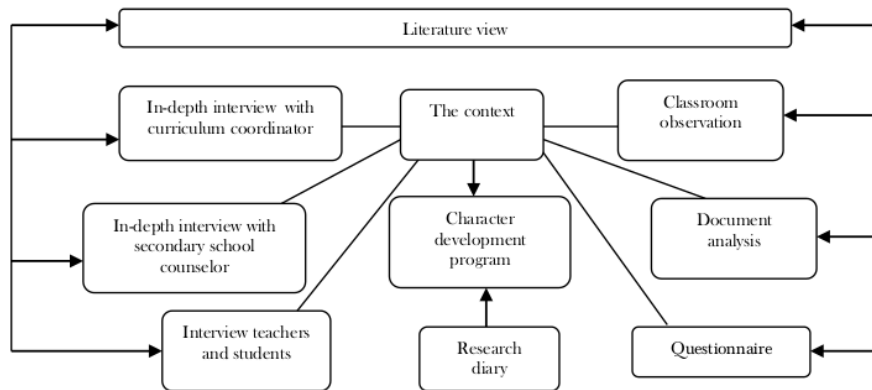 Literature view
In-depth interview with
curriculum coordinator
The context
Classroom
observation
In-depth interview with
secondary school
counselor
Character
development
program
Document
analysis
Interview teachers
and students
Research
diary
Questionnaire